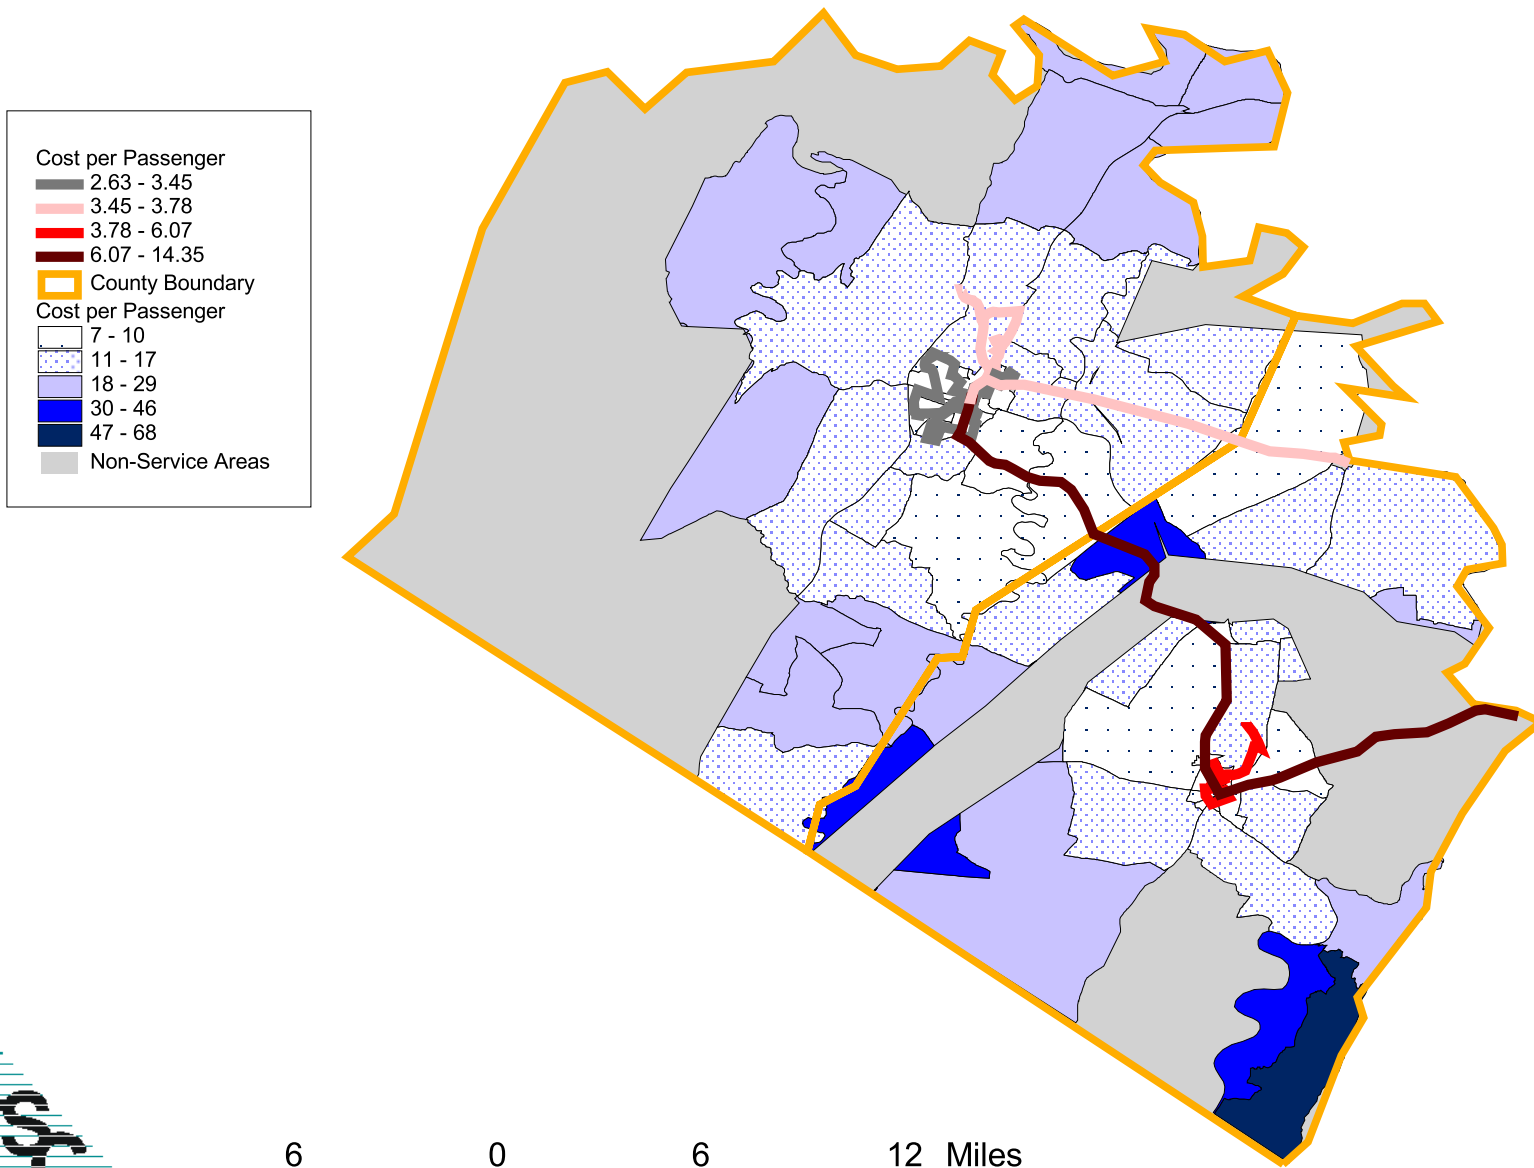 Cost per Passenger
2.63 - 3.45
3.45 - 3.78
3.78 - 6.07
6.07 - 14.35
County Boundary
Cost per Passenger
7 - 10
11 - 17
18 - 29
30 - 46
47 - 68
Non-Service Areas
6 0 6 12 Miles